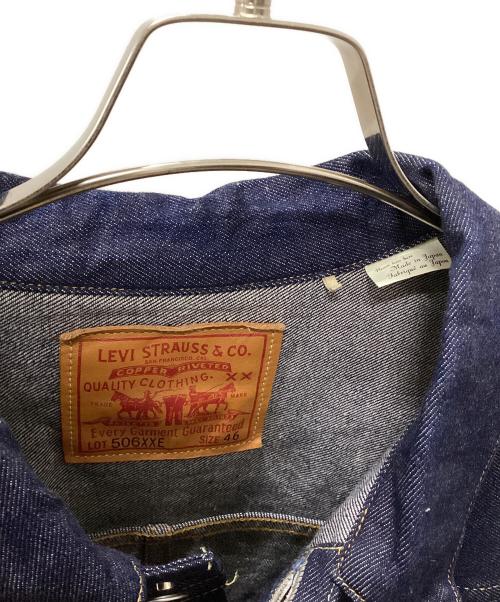 LEVI STRAUSS & CO.
SAN FRANCISCO, CAL.
COPPER RIVETED
QUALITY CLOTHING. XX
TRADE MARK
Every Garment Guaranteed
LOT 506XXE SIZE 46
Made in Japan
Fabriqué au Japon